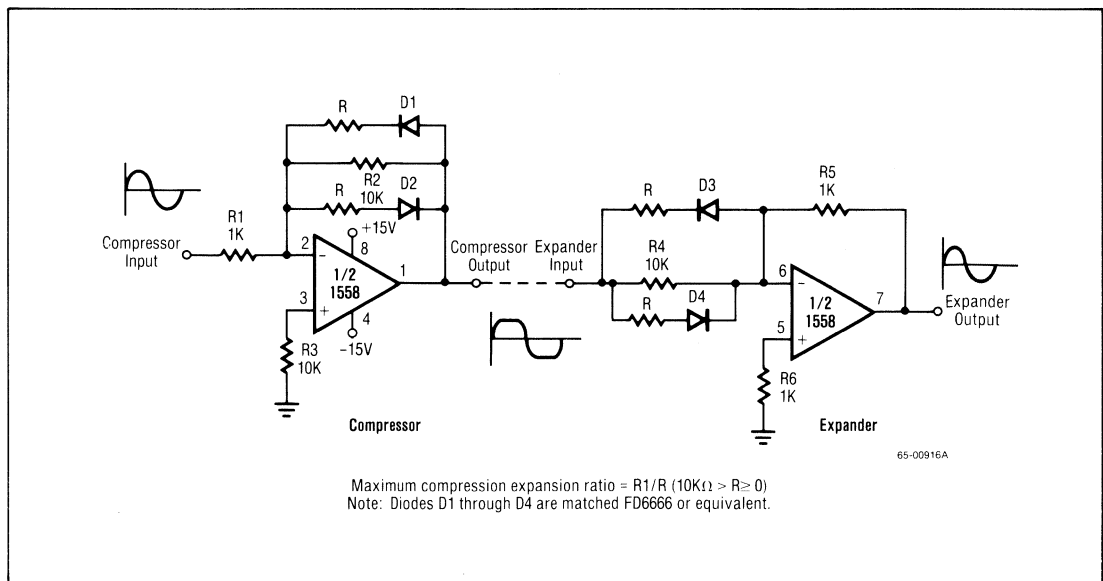 R
D1
R2
10K
R
D2
R1
1K
Compressor
Input
2
3
+15V
8
1/2
1558
1
4
-15V
R3
10K
Compressor
Output
Expander
Input
R
D3
R4
10K
R
D4
R5
1K
6
5
1/2
1558
7
R6
1K
Expander
Output
Compressor
Expander
65-00916A
Maximum compression expansion ratio = R1/R (10KΩ > R ≥ 0)
Note: Diodes D1 through D4 are matched FD6666 or equivalent.